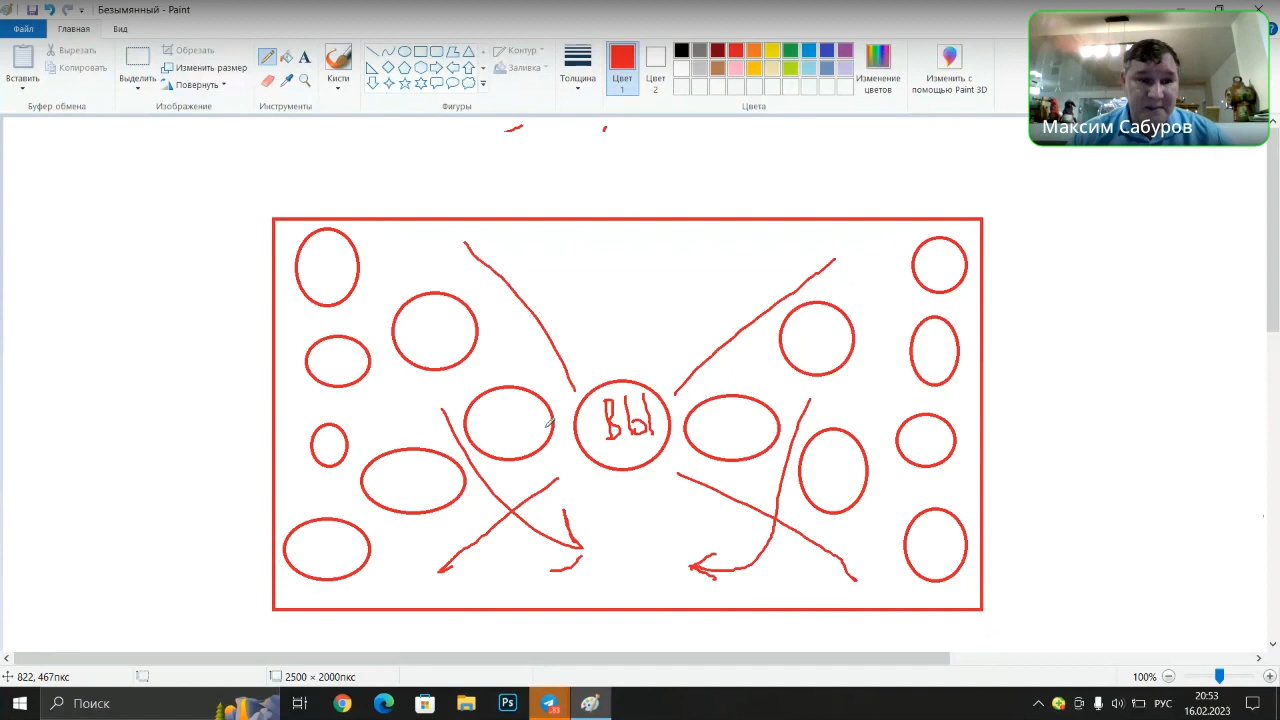 Безымянный - Paint
Файл
Главная
Вид
Вставить
Вырезать
Копировать
Буфер обмена
Выделить
Обрезать
Изменить размер
Повернуть
Изображение
A
Инструменты
Кисти
Контур
Заливка
Фигуры
Толщина
Цвет
1
Цвет
2
Изменение
цветов
Цвета
Изменить с
помощью Paint 3D
Максим Сабуров
ВЫ
822, 467пкс
2500 × 2000пкс
100%
Поиск
Ps
РУС
20:53
16.02.2023